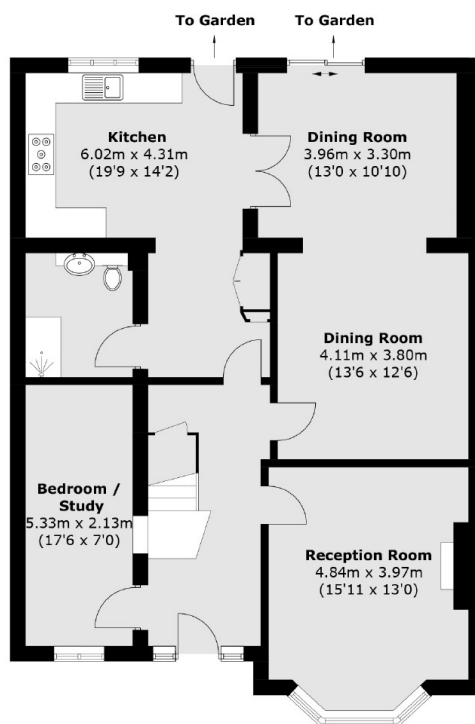 To Garden
To Garden
Kitchen
6.02m x 4.31m
(19'9 x 14'2)
Dining Room
3.96m x 3.30m
(13'0 x 10'10)
Dining Room
4.11m x 3.80m
(13'6 x 12'6)
Bedroom /
Study
5.33m x 2.13m
(17'6 x 7'0)
Reception Room
4.84m x 3.97m
(15'11 x 13'0)